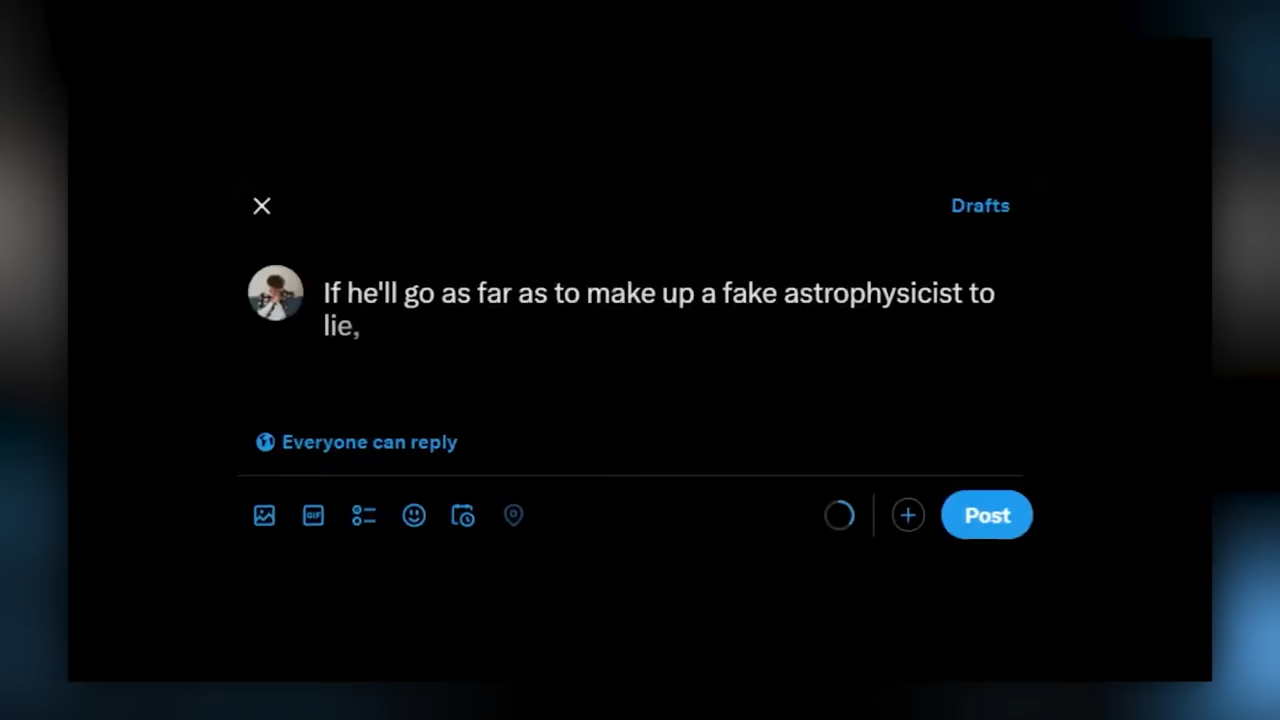 Drafts
If he'll go as far as to make up a fake astrophysicist to
lie,
Everyone can reply
GIF
Post